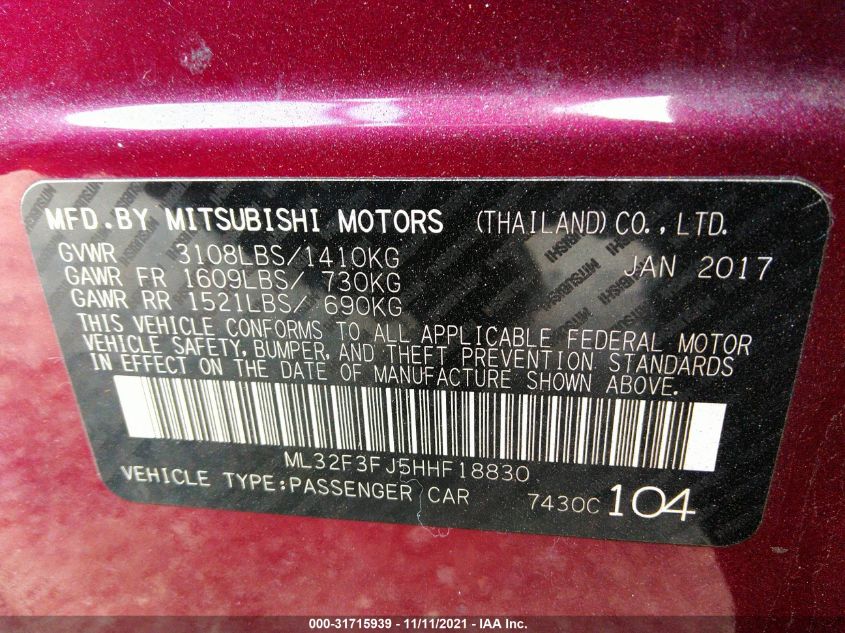 MFD.BY MITSUBISHI MOTORS (THAILAND) CO.,LTD.
GVWR 3108LBS/1410KG JAN 2017
GAWR FR 1609LBS/ 730KG
GAWR RR 1521LBS/ 690KG
THIS VEHICLE CONFORMS TO ALL APPLICABLE FEDERAL MOTOR
VEHICLE SAFETY, BUMPER, AND THEFT PREVENTION STANDARDS
IN EFFECT ON THE DATE OF MANUFACTURE SHOWN ABOVE.
ML32F3FJ5HHF18830
VEHICLE TYPE:PASSENGER CAR 7430C 104
000-31715939 - 11/11/2021 - IAA Inc.